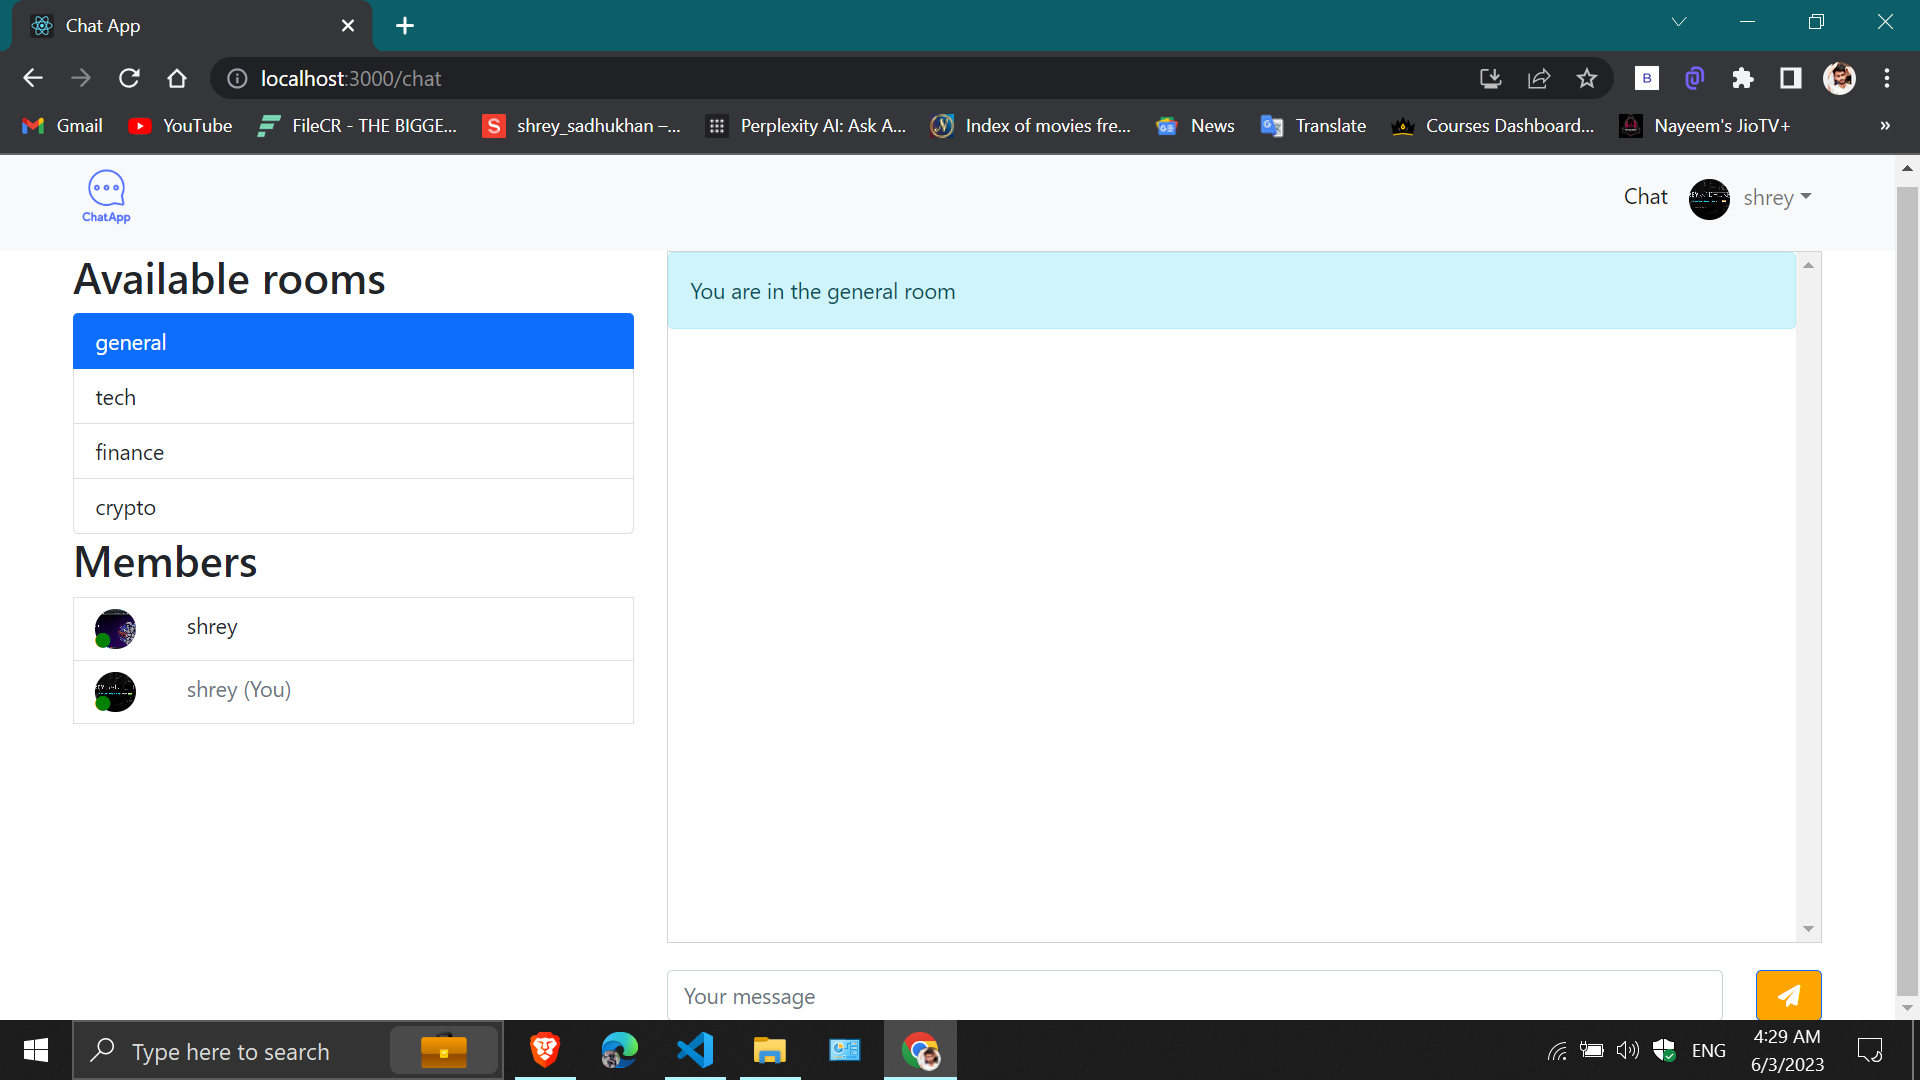 Chat App
localhost:3000/chat
Gmail YouTube FileCR - THE BIGGE... shrey_sadhukhan –... Perplexity AI: Ask A... Index of movies fre... News Translate Courses Dashboard... Nayeem's JioTV+ »
ChatApp
Chat shrey
Available rooms
general
tech
finance
crypto
Members
shrey
shrey (You)
You are in the general room
Your message
Type here to search
ENG
4:29 AM
6/3/2023